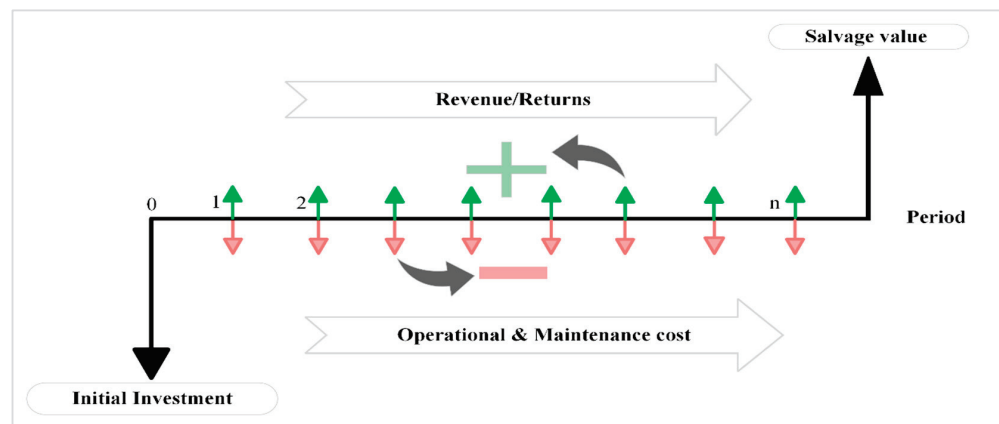 Salvage value
Revenue/Returns
0
1
2
n
Period
Operational & Maintenance cost
Initial Investment